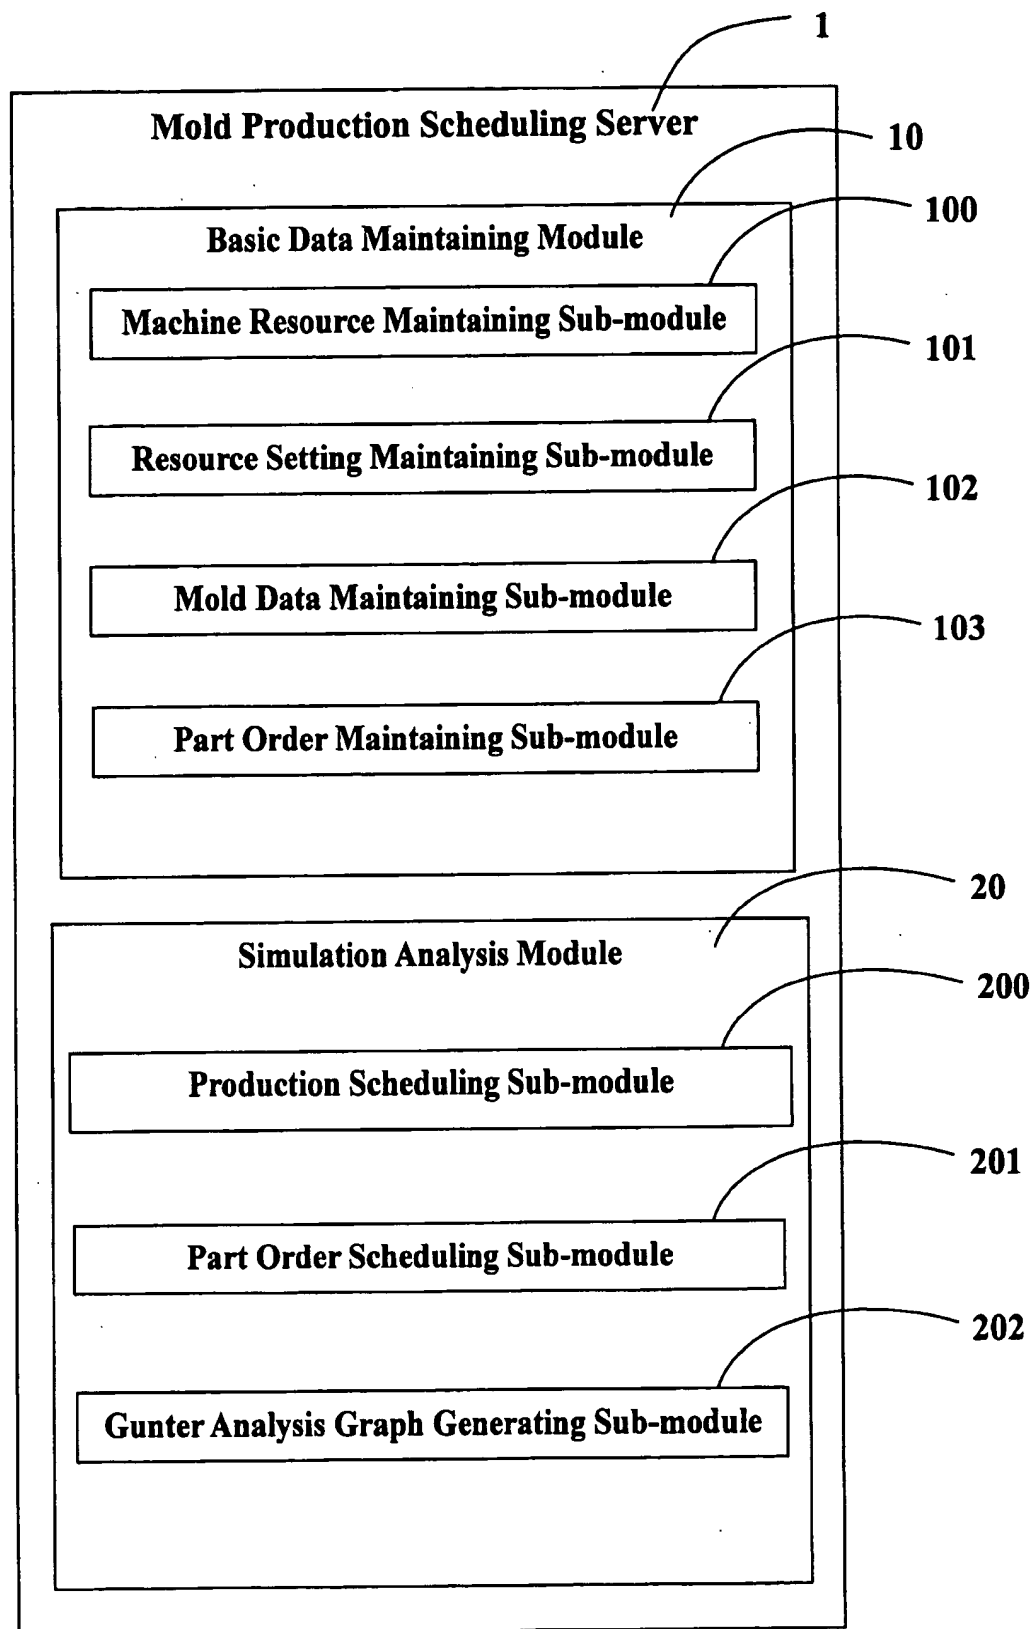 1
Mold Production Scheduling Server
10
Basic Data Maintaining Module
100
Machine Resource Maintaining Sub-module
101
Resource Setting Maintaining Sub-module
102
Mold Data Maintaining Sub-module
103
Part Order Maintaining Sub-module
20
Simulation Analysis Module
200
Production Scheduling Sub-module
201
Part Order Scheduling Sub-module
202
Gunter Analysis Graph Generating Sub-module